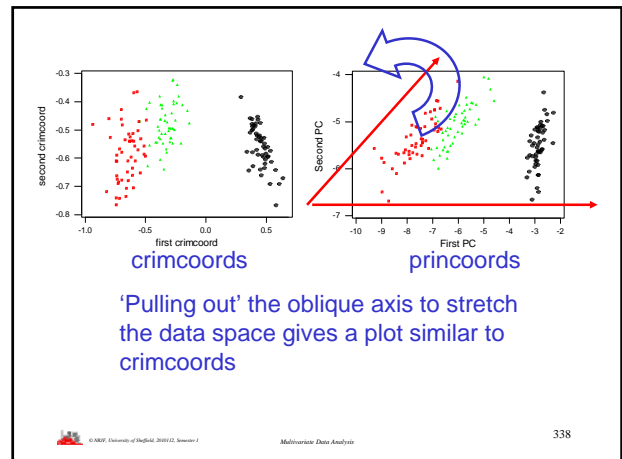 -0.3
-0.4
-0.5
-0.6
-0.7
-0.8
second crimcoord
-1.0 -0.5 0.0 0.5
first crimcoord
-4
-5
-6
-7
Second PC
-10 -9 -8 -7 -6 -5 -4 -3 -2
First PC
crimcoords
princoords
‘Pulling out’ the oblique axis to stretch
the data space gives a plot similar to
crimcoords
© NRJF, University of Sheffield, 2010/12, Semester 1
Multivariate Data Analysis
338